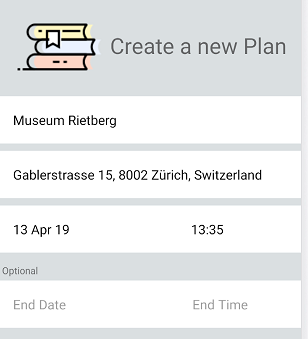 Create a new Plan
Museum Rietberg
Gablerstrasse 15, 8002 Zürich, Switzerland
13 Apr 19 13:35
Optional
End Date End Time